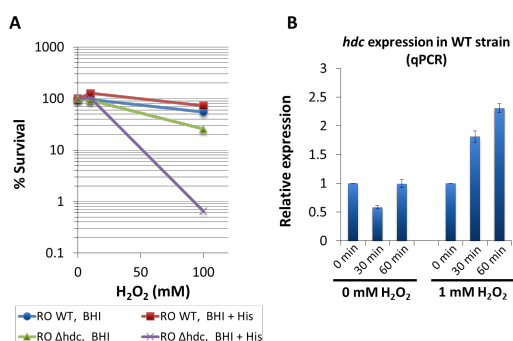 A
1000
100
10
1
0.1
% Survival
0 50 100
H2O2 (mM)
RO WT, BHI
RO WT, BHI + His
RO Δhdc, BHI
RO Δhdc, BHI + His
B
hdc expression in WT strain
(qPCR)
3
2.5
2
1.5
1
0.5
0
Relative expression
0 min 30 min 60 min 0 min 30 min 60 min
0 mM H2O2 1 mM H2O2